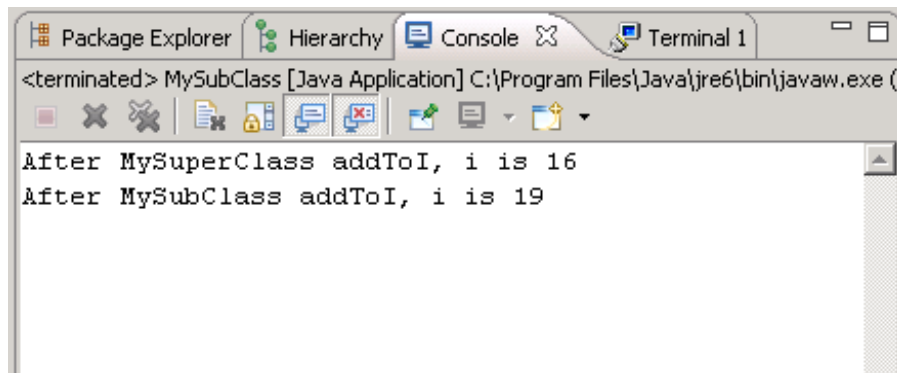 Package Explorer Hierarchy Console Terminal 1
<terminated> MySubClass [Java Application] C:\Program Files\Java\jre6\bin\javaw.exe (
After MySuperClass addToI, i is 16
After MySubClass addToI, i is 19